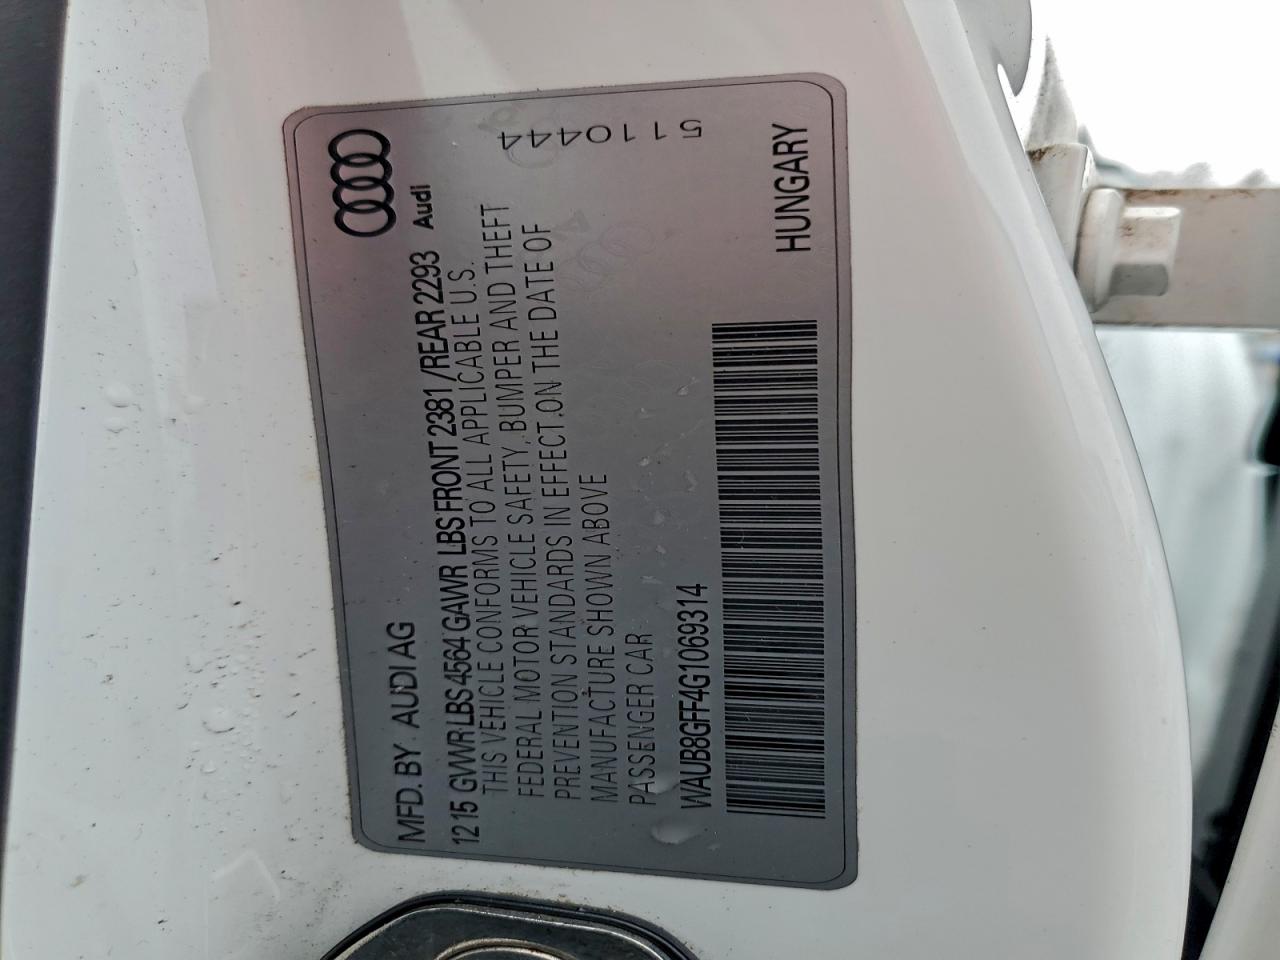 MFD. BY AUDI AG
1215 GVWR LBS 4564 GAWR LBS FRONT 2381 /REAR 2293 Audi
THIS VEHICLE CONFORMS TO ALL APPLICABLE U.S.
FEDERAL MOTOR VEHICLE SAFETY, BUMPER AND THEFT
PREVENTION STANDARDS IN EFFECT ON THE DATE OF
MANUFACTURE SHOWN ABOVE
PASSENGER CAR
WAUB8GFF4G1069314
5110444
HUNGARY